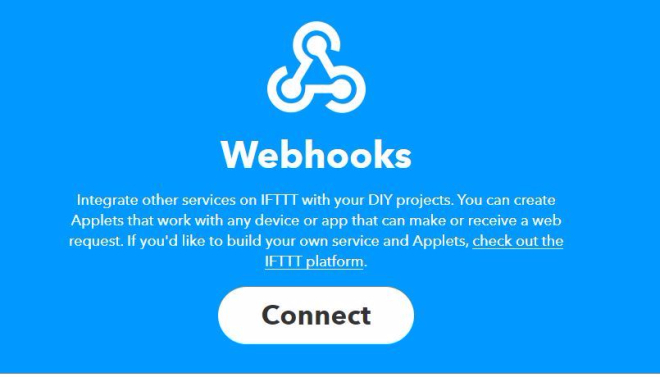 Webhooks
Integrate other services on IFTTT with your DIY projects. You can create
Applets that work with any device or app that can make or receive a web
request. If you'd like to build your own service and Applets, check out the
IFTTT platform.
Connect